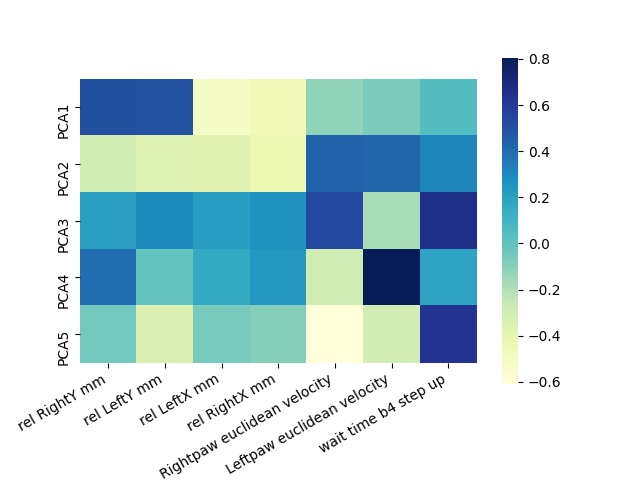 PCA1
PCA2
PCA3
PCA4
PCA5
rel RightY mm
rel LeftY mm
rel LeftX mm
rel RightX mm
Rightpaw euclidean velocity
Leftpaw euclidean velocity
wait time b4 step up
0.8
0.6
0.4
0.2
0.0
−0.2
−0.4
−0.6